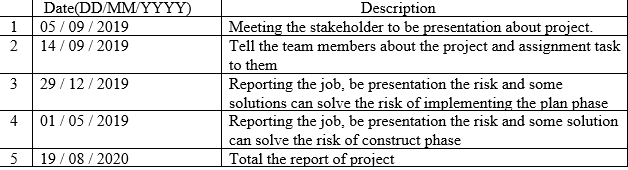 Date(DD/MM/YYYY) Description
1 05 / 09 / 2019 Meeting the stakeholder to be presentation about project.
2 14 / 09 / 2019 Tell the team members about the project and assignment task
to them
3 29 / 12 / 2019 Reporting the job, be presentation the risk and some
solutions can solve the risk of implementing the plan phase
4 01 / 05 / 2019 Reporting the job, be presentation the risk and some solution
can solve the risk of construct phase
5 19 / 08 / 2020 Total the report of project